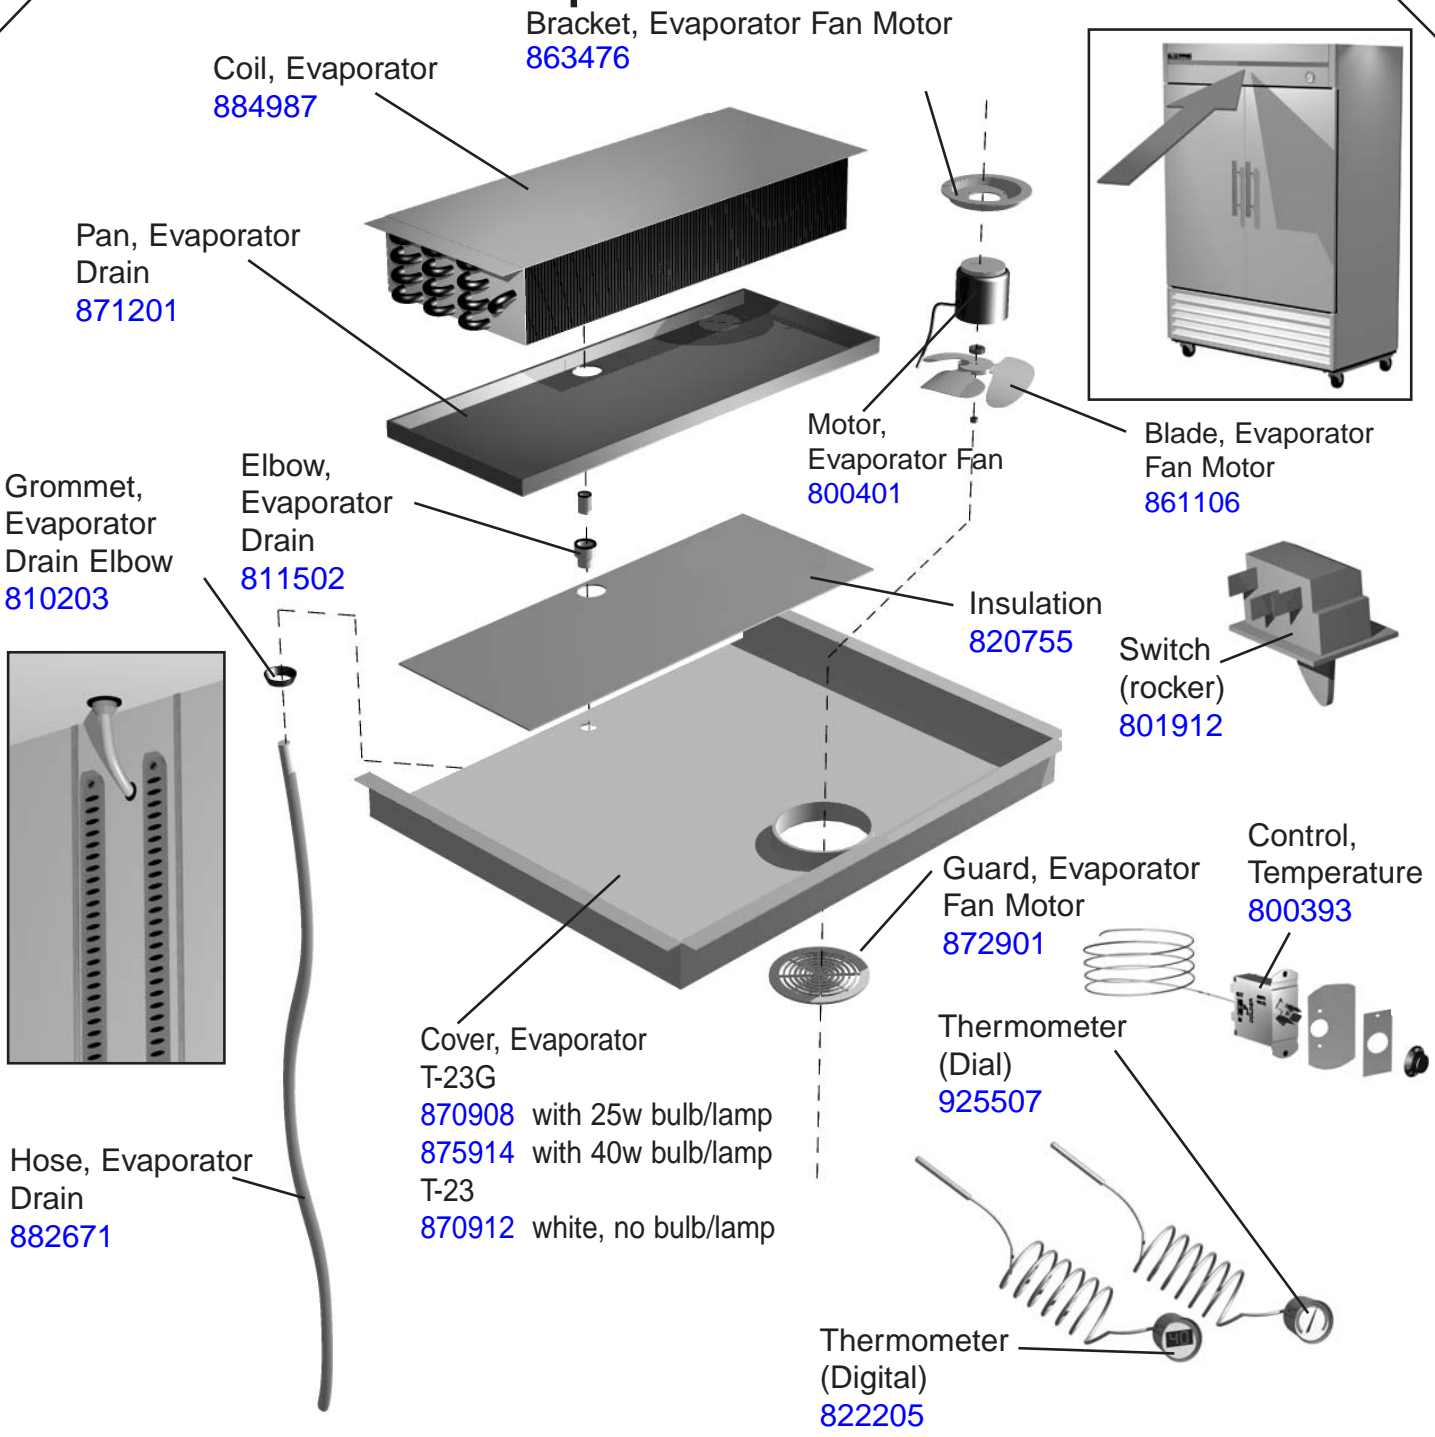 Bracket, Evaporator Fan Motor
863476
Coil, Evaporator
884987
Pan, Evaporator
Drain
871201
Motor,
Evaporator Fan
800401
Blade, Evaporator
Fan Motor
861106
Grommet,
Evaporator
Drain Elbow
810203
Elbow,
Evaporator
Drain
811502
Insulation
820755
Switch
(rocker)
801912
Guard, Evaporator
Fan Motor
872901
Control,
Temperature
800393
Thermometer
(Dial)
925507
Cover, Evaporator
T-23G
870908 with 25w bulb/lamp
875914 with 40w bulb/lamp
T-23
870912 white, no bulb/lamp
Hose, Evaporator
Drain
882671
40
Thermometer
(Digital)
822205